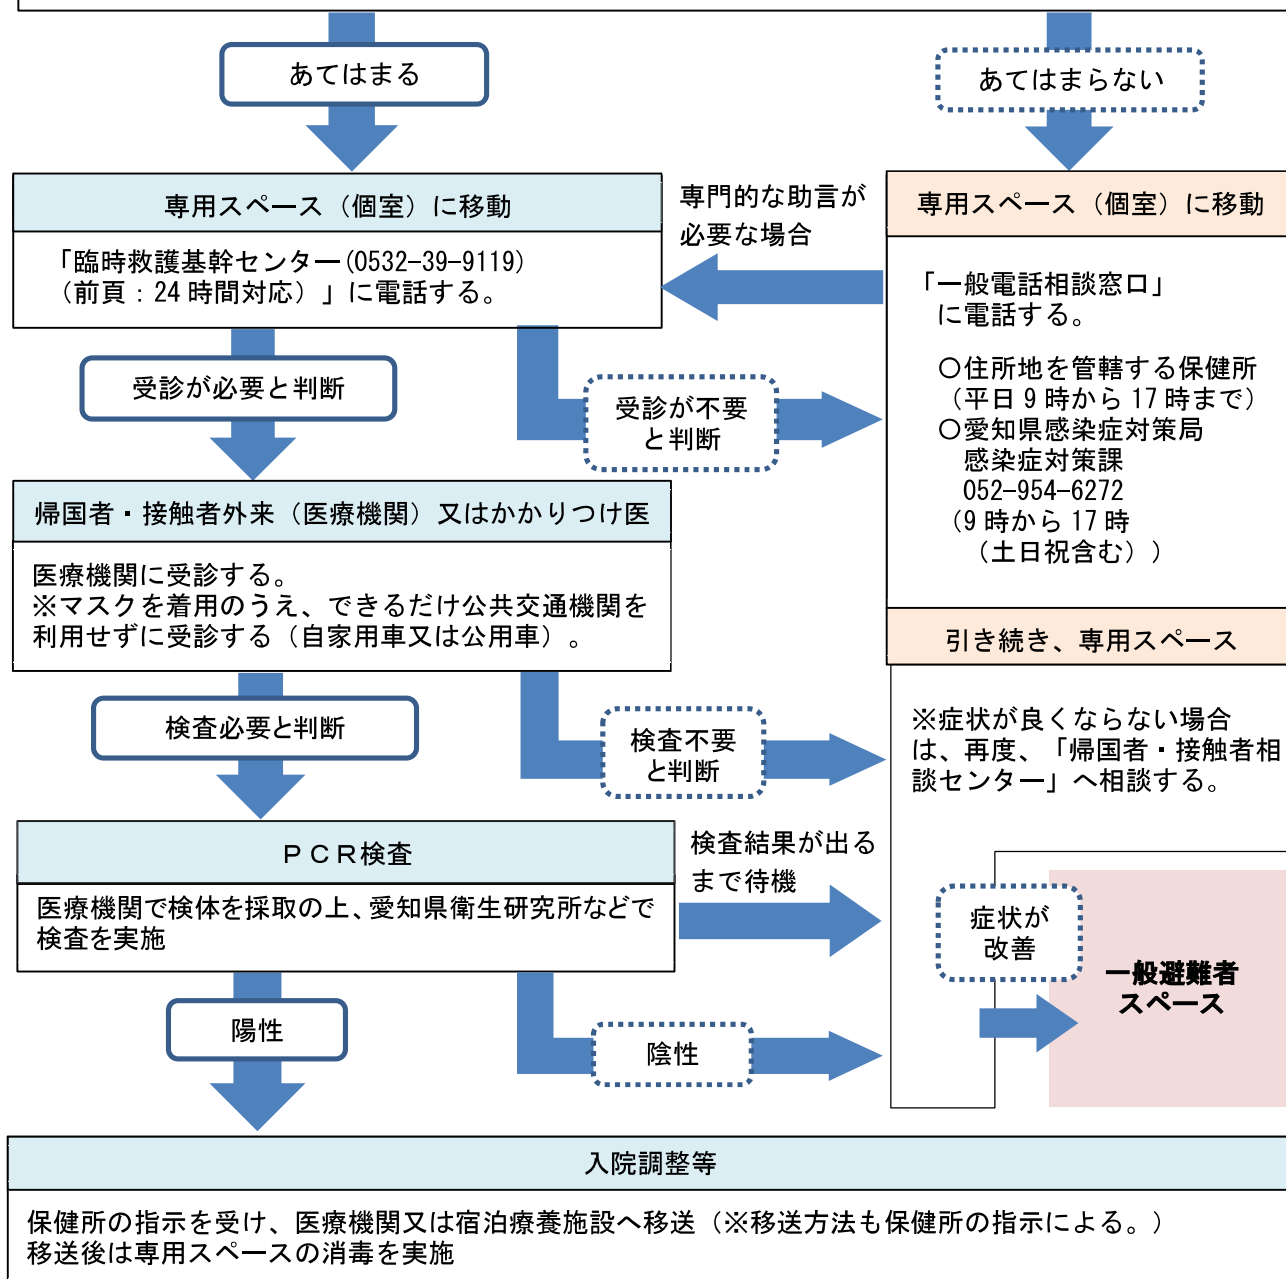 あてはまる
あてはまらない
専用スペース（個室）に移動
「臨時救護基幹センター(0532-39-9119)
（前頁：24時間対応）」に電話する。
専門的な助言が
必要な場合
専用スペース（個室）に移動
「一般電話相談窓口」
に電話する。
〇住所地を管轄する保健所
（平日9時から17時まで）
〇愛知県感染症対策局
感染症対策課
052-954-6272
（9時から17時
（土日祝含む））
受診が必要と判断
受診が不要
と判断
帰国者・接触者外来（医療機関）又はかかりつけ医
医療機関に受診する。
※マスクを着用のうえ、できるだけ公共交通機関を
利用せずに受診する（自家用車又は公用車）。
引き続き、専用スペース
※症状が良くならない場合
は、再度、「帰国者・接触者相
談センター」へ相談する。
検査必要と判断
検査不要
と判断
ＰＣＲ検査
医療機関で検体を採取の上、愛知県衛生研究所などで
検査を実施
検査結果が出る
まで待機
症状が
改善
一般避難者
スペース
陽性
陰性
入院調整等
保健所の指示を受け、医療機関又は宿泊療養施設へ移送（※移送方法も保健所の指示による。）
移送後は専用スペースの消毒を実施